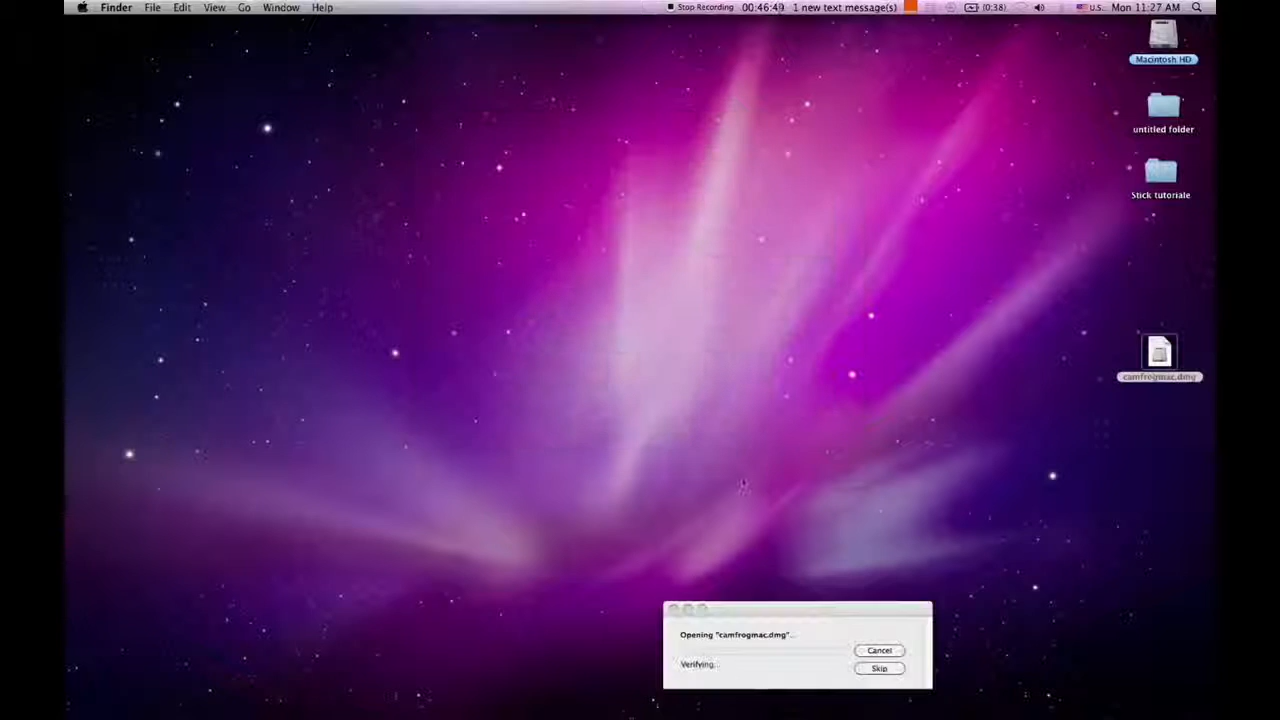 Finder File Edit View Go Window Help Stop Recording 00:46:49 1 new text message(s) (0:38) U.S. Mon 11:27 AM
Macintosh HD
untitled folder
Stick tutoriale
camfrogmac.dmg
Opening "camfrogmac.dmg"...
Cancel
Verifying...
Skip